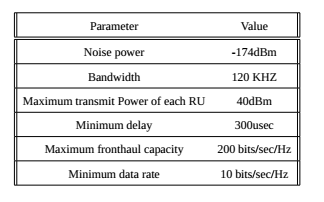 Parameter Value
Noise power -174dBm
Bandwidth 120 KHZ
Maximum transmit Power of each RU 40dBm
Minimum delay 300usec
Maximum fronthaul capacity 200 bits/sec/Hz
Minimum data rate 10 bits/sec/Hz